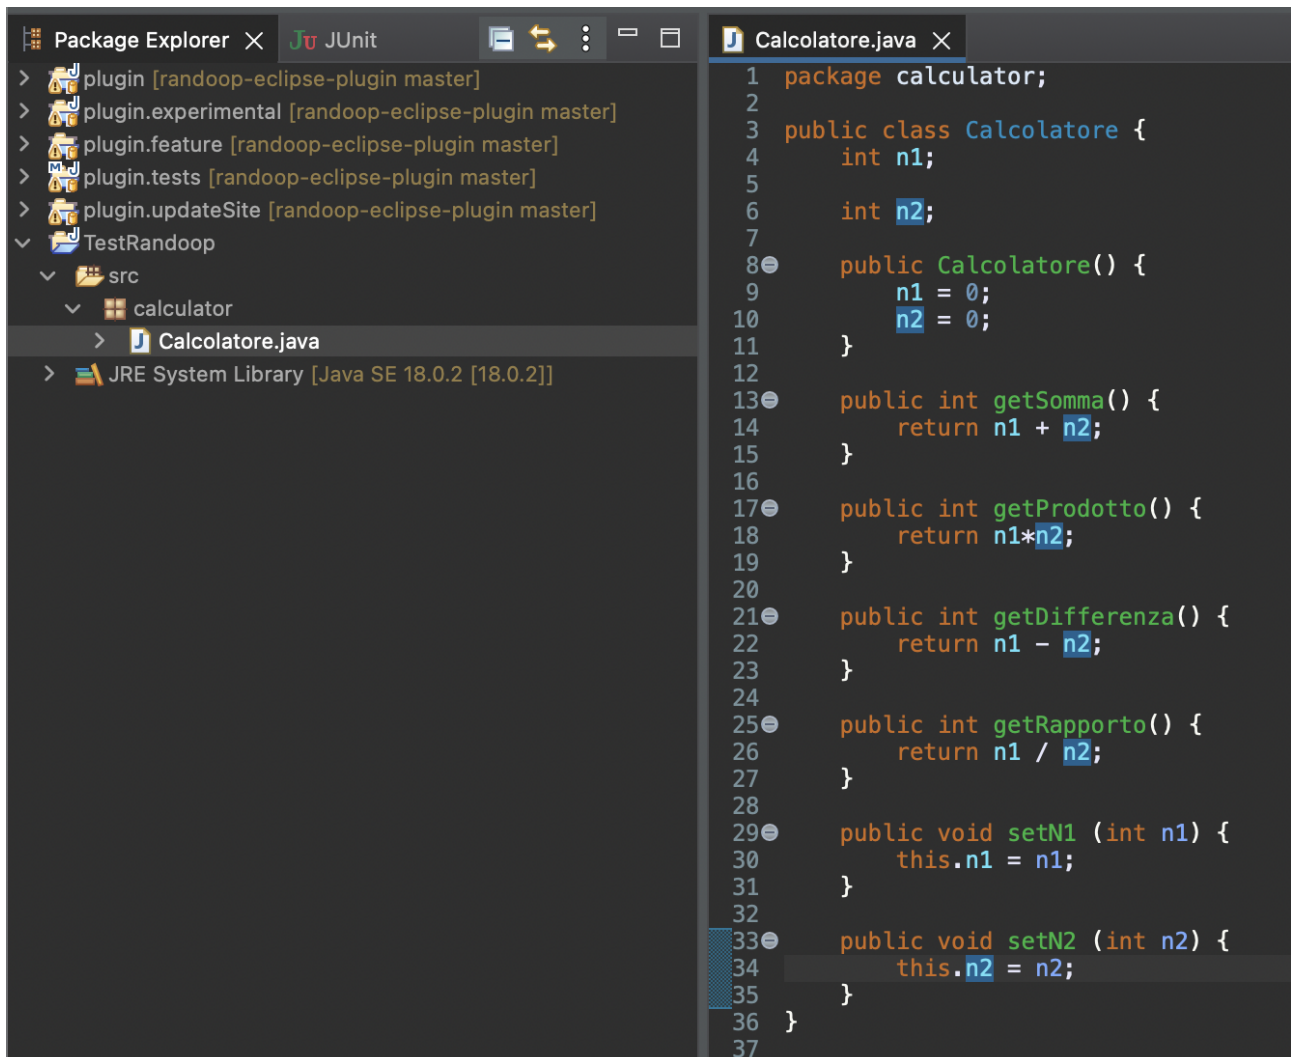 Package Explorer JUnit
plugin [randoop-eclipse-plugin master]
plugin.experimental [randoop-eclipse-plugin master]
plugin.feature [randoop-eclipse-plugin master]
plugin.tests [randoop-eclipse-plugin master]
plugin.updateSite [randoop-eclipse-plugin master]
TestRandoop
src
calculator
Calcolatore.java
JRE System Library [Java SE 18.0.2 [18.0.2]]
Calcolatore.java
1 package calculator;
2
3 public class Calcolatore {
4 int n1;
5
6 int n2;
7
8 public Calcolatore() {
9 n1 = 0;
10 n2 = 0;
11 }
12
13 public int getSomma() {
14 return n1 + n2;
15 }
16
17 public int getProdotto() {
18 return n1*n2;
19 }
20
21 public int getDifferenza() {
22 return n1 - n2;
23 }
24
25 public int getRapporto() {
26 return n1 / n2;
27 }
28
29 public void setN1 (int n1) {
30 this.n1 = n1;
31 }
32
33 public void setN2 (int n2) {
34 this.n2 = n2;
35 }
36 }
37